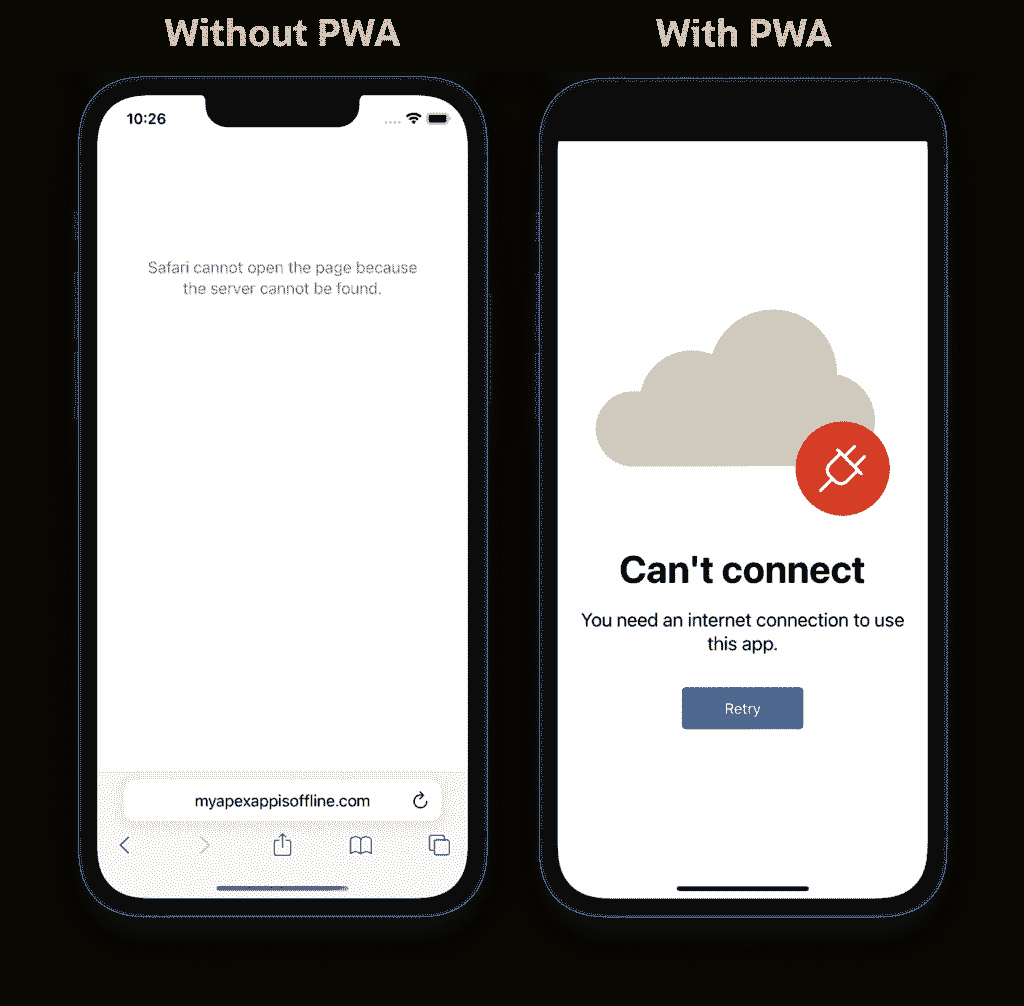 Without PWA
With PWA
10:26
Safari cannot open the page because
the server cannot be found.
myapexappisoffline.com
Can't connect
You need an internet connection to use
this app.
Retry